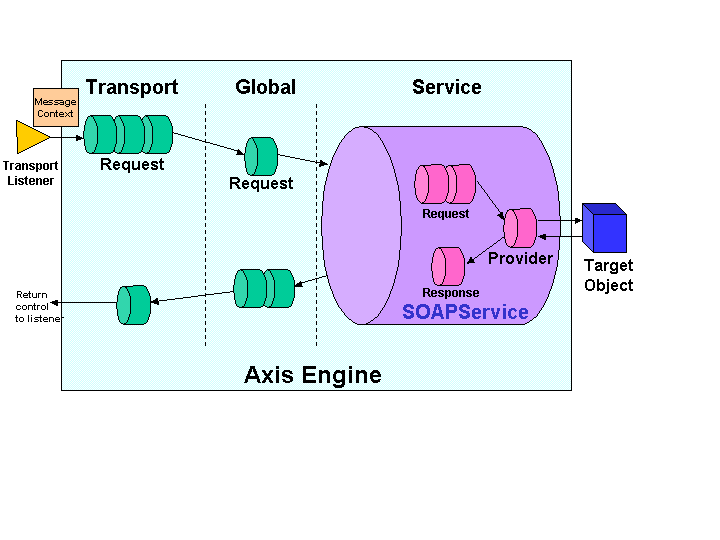 Transport
Global
Service
Message
Context
Transport
Listener
Request
Request
Request
Provider
Target
Object
Return
control
to listener
Response
SOAPService
Axis Engine